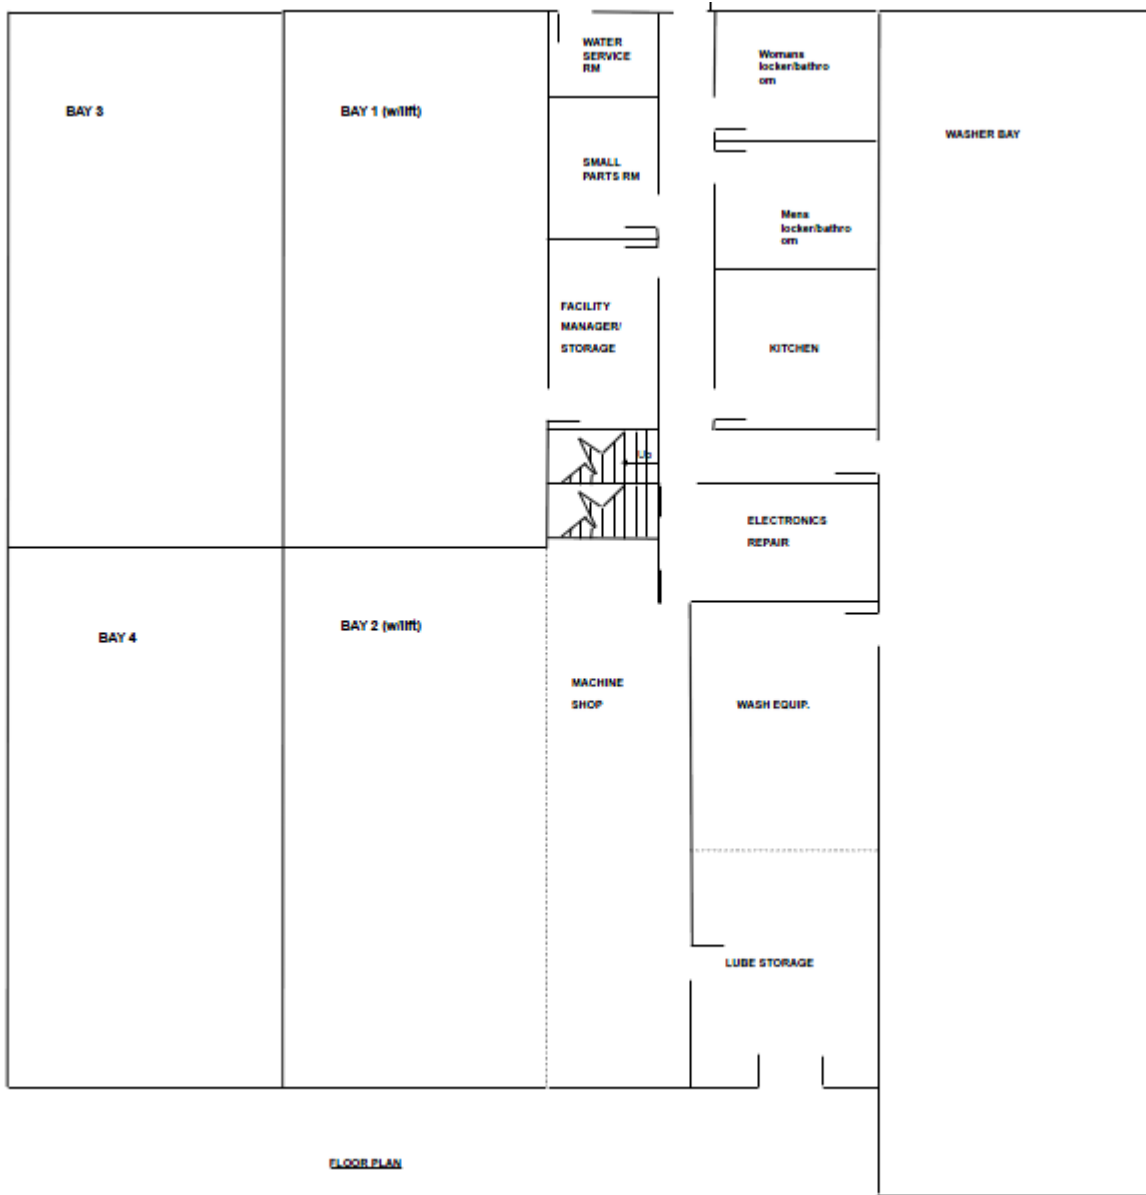 WATER
SERVICE
RM
Womans
locker/bathro
om
BAY 3
BAY 1 (w/lift)
WASHER BAY
SMALL
PARTS RM
Mens
locker/bathro
om
FACILITY
MANAGER/
STORAGE
KITCHEN
Up
ELECTRONICS
REPAIR
BAY 4
BAY 2 (w/lift)
MACHINE
SHOP
WASH EQUIP.
LUBE STORAGE
FLOOR PLAN